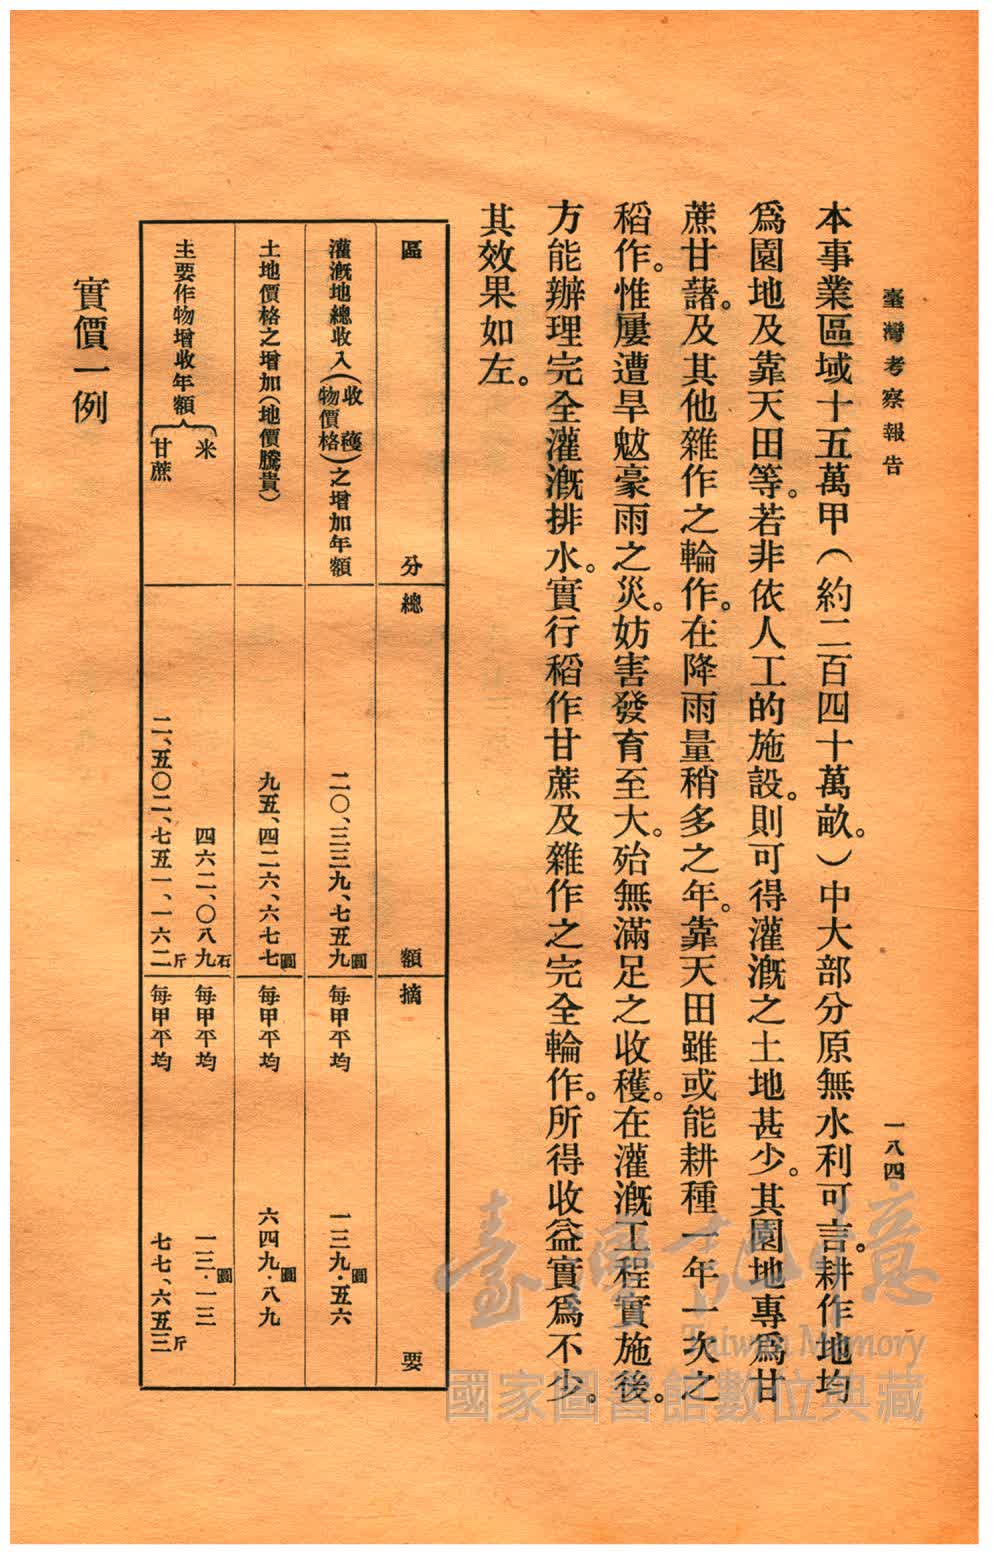 臺灣考察報告
一八四
本事業區域十五萬甲（約二百四十萬畝。）中大部分原無水利可言。耕作地均
爲園地及靠天田等。若非依人工的施設。則可得灌漑之土地甚少。其園地專爲甘
蔗甘藷。及其他雜作之輪作。在降雨量稍多之年。靠天田雖或能耕種一年一次之
稻作。惟屢遭旱魃豪雨之災。妨害發育至大。殆無滿足之收穫。在灌漑工程實施後。
方能辦理完全灌漑排水。實行稻作甘蔗及雜作之完全輪作。所得收益實爲不少。
其效果如左。
區分 總額 摘要
灌漑地總收入（收穫物價格）之增加年額 二〇、三三九、七五九圓 每甲平均 一三九・五六圓
土地價格之增加（地價騰貴） 九五、四二六、六七七圓 每甲平均 六四九・八九圓
主要作物增收年額 米 四六二、〇八九石 每甲平均 一三・一三圓
甘蔗 二、五〇二、七五一、一六二斤 每甲平均 七七、六五三斤
實價一例
臺灣記憶
Taiwan Memory
國家圖書館數位典藏